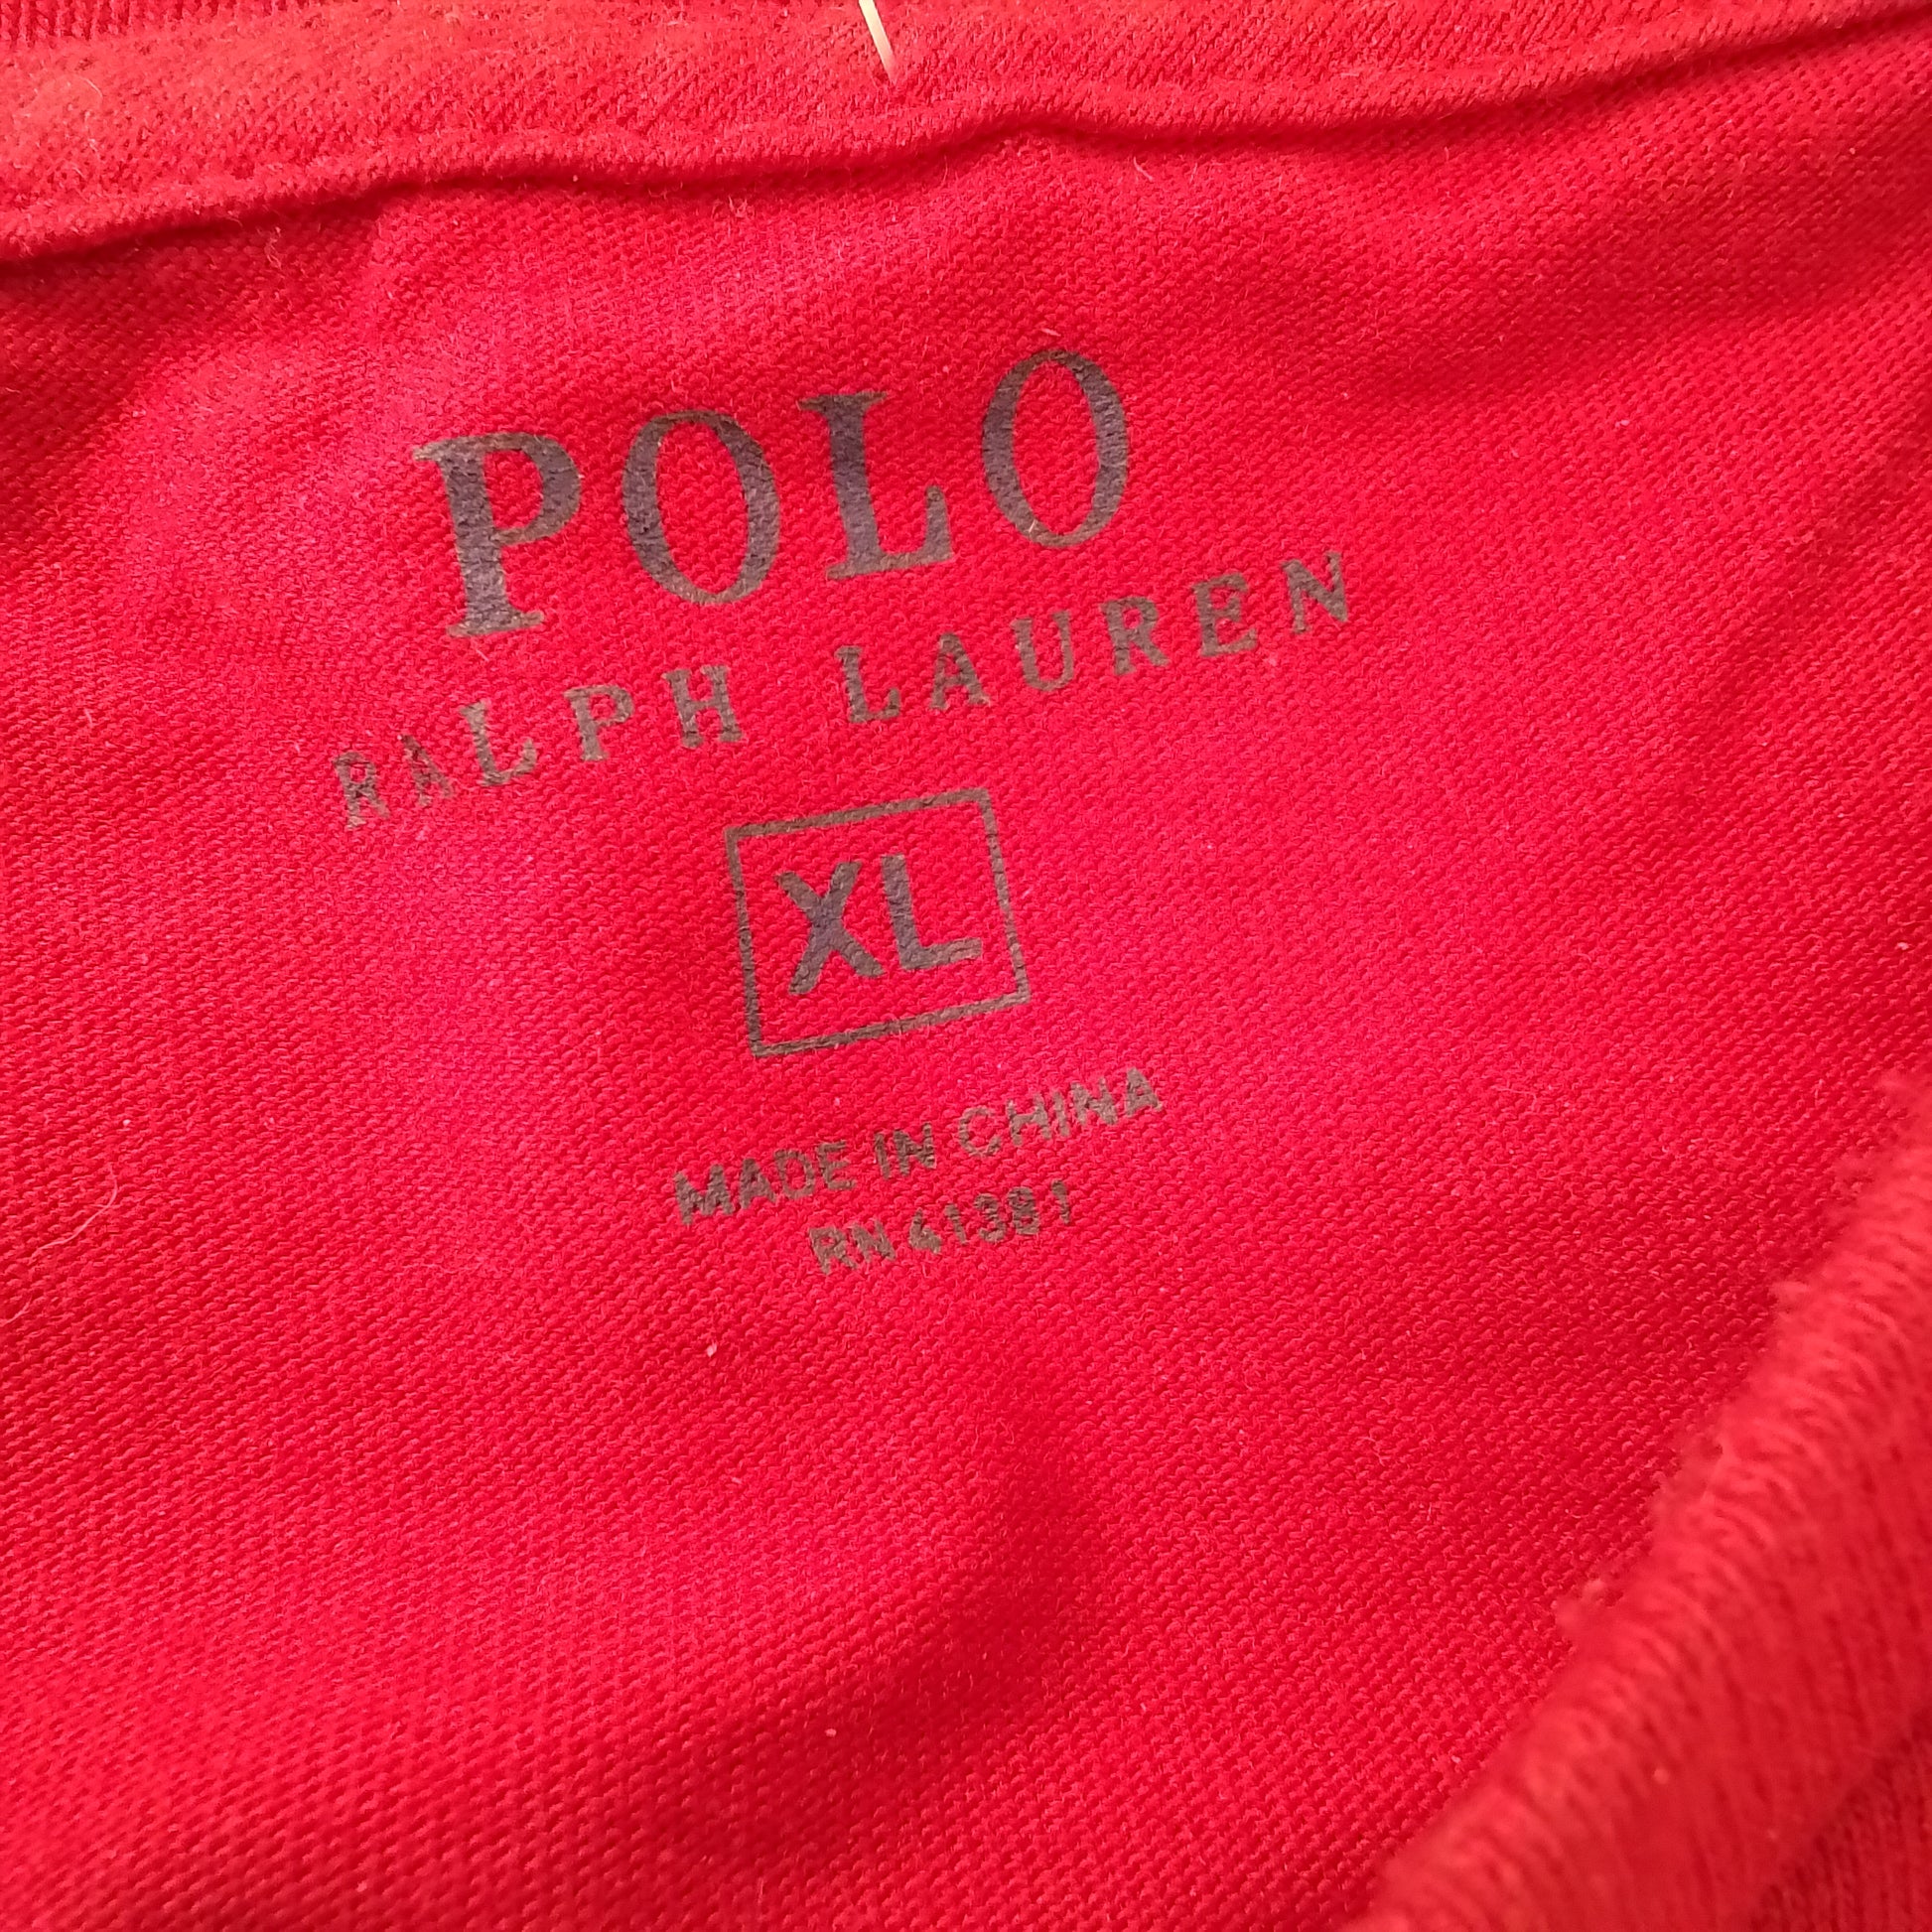 POLO
RALPH LAUREN
XL
MADE IN CHINA
RN 41381